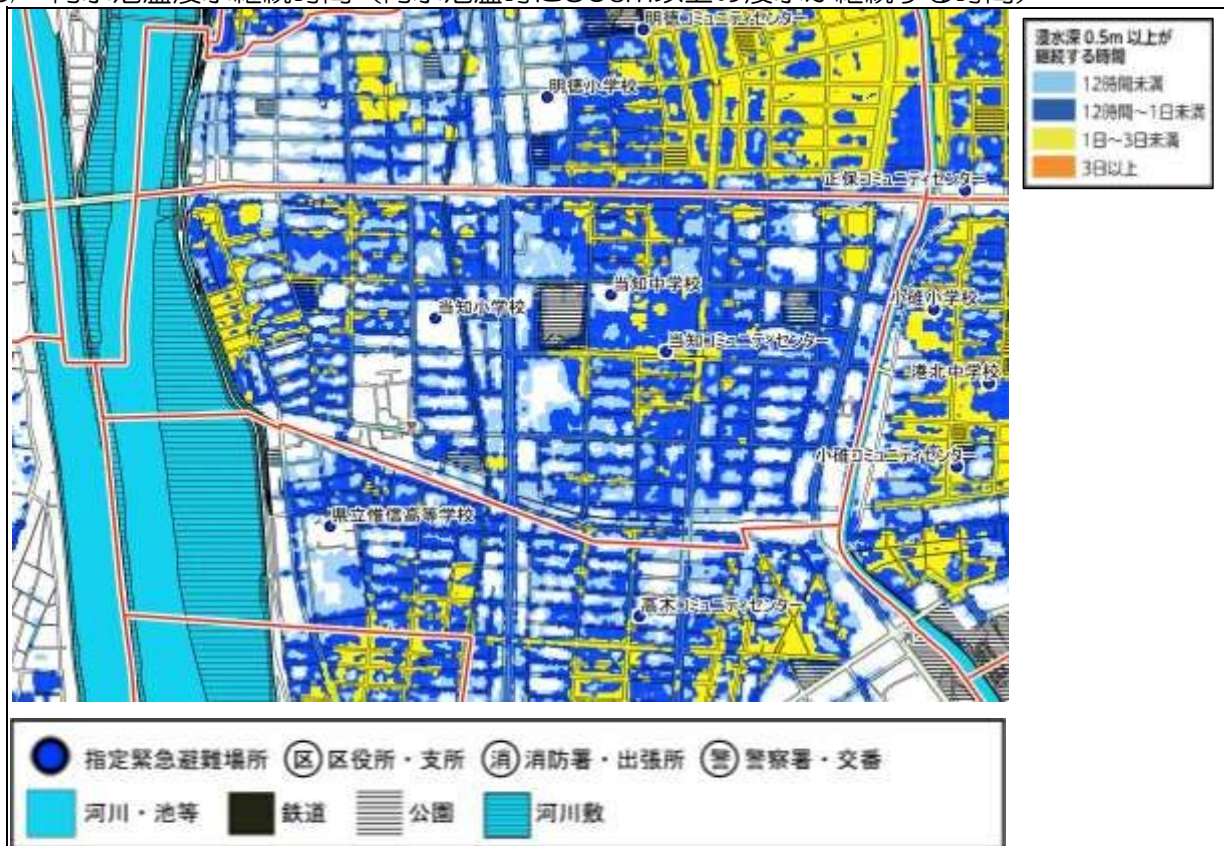 浸水深 0.5m 以上が
継続する時間
12時間未満
12時間～1日未満
1日～3日未満
3日以上
明徳コミュニティセンター
明徳小学校
正保コミュニティセンター
当知中学校
小碓小学校
当知小学校
当知コミュニティセンター
港北中学校
小碓コミュニティセンター
県立惟信高等学校
高木コミュニティセンター
指定緊急避難場所 区 区役所・支所 消 消防署・出張所 警 警察署・交番
河川・池等 鉄道 公園 河川敷